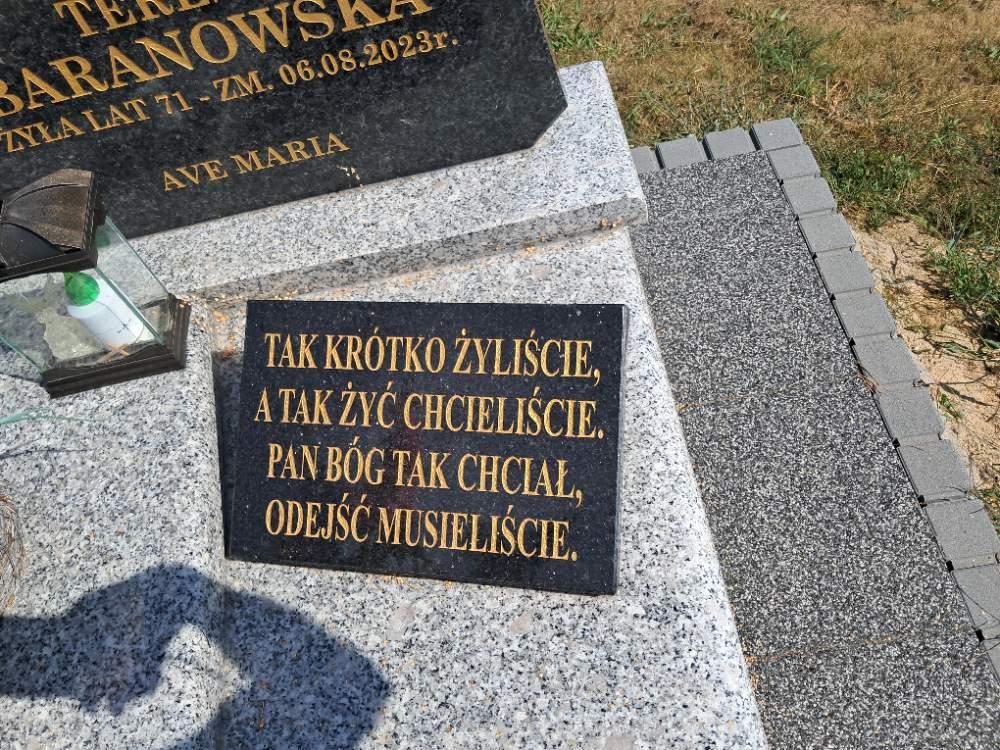 BARANOWSKA
ŻYŁA LAT 71 - ZM. 06.08.2023r.
AVE MARIA
TAK KRÓTKO ŻYLIŚCIE,
A TAK ŻYĆ CHCIELIŚCIE.
PAN BÓG TAK CHCIAŁ,
ODEJŚĆ MUSIELIŚCIE.